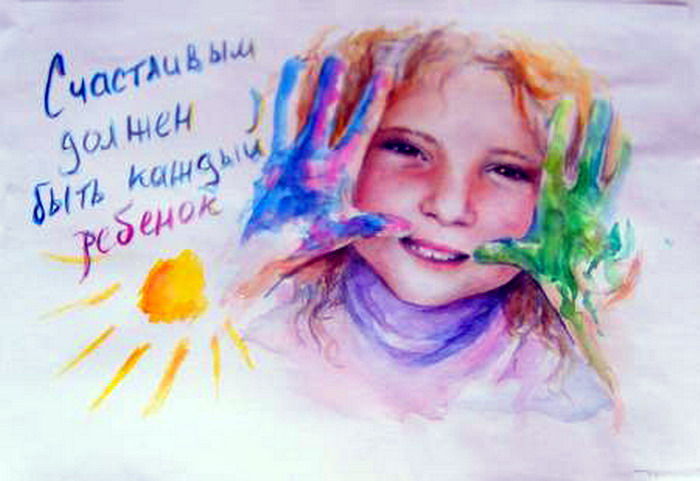 Счастливым
должен
быть каждый
ребенок